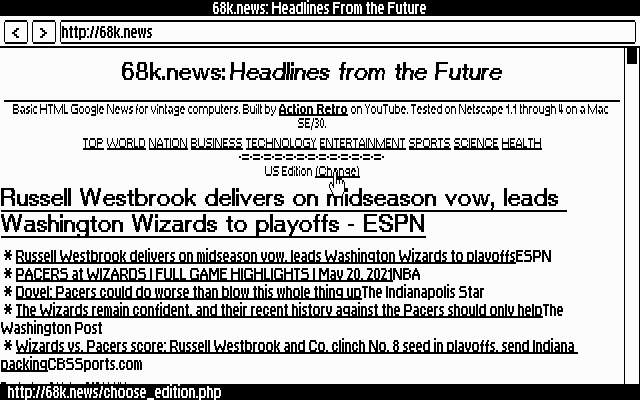 68k.news: Headlines From the Future
< > http://68k.news
68k.news: Headlines from the Future
Basic HTML Google News for vintage computers. Built by Action Retro on YouTube. Tested on Netscape 1.1 through 4 on a Mac
SE/30.
TOP WORLD NATION BUSINESS TECHNOLOGY ENTERTAINMENT SPORTS SCIENCE HEALTH
-=-=-=-=-=-=-=-=-=-=-=-=-=-
US Edition (Change)
Russell Westbrook delivers on midseason vow, leads
Washington Wizards to playoffs - ESPN
* Russell Westbrook delivers on midseason vow, leads Washington Wizards to playoffsESPN
* PACERS at WIZARDS | FULL GAME HIGHLIGHTS | May 20, 2021NBA
* Doyel: Pacers could do worse than blow this whole thing upThe Indianapolis Star
* The Wizards remain confident, and their recent history against the Pacers should only helpThe
Washington Post
* Wizards vs. Pacers score: Russell Westbrook and Co. clinch No. 8 seed in playoffs, send Indiana
packingCBSSports.com
http://68k.news/choose_edition.php